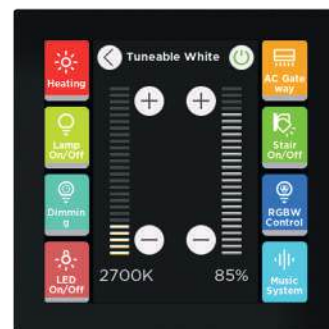 Heating
Tuneable White
AC Gate
way
Lamp
On/Off
Stair
On/Off
Dimmin
g
RGBW
Control
LED
On/Off
Music
System
2700K
85%